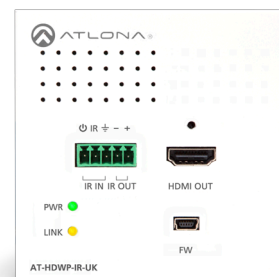 ATLONA®
IR - +
IR IN IR OUT HDMI OUT
PWR
LINK
FW
AT-HDWP-IR-UK